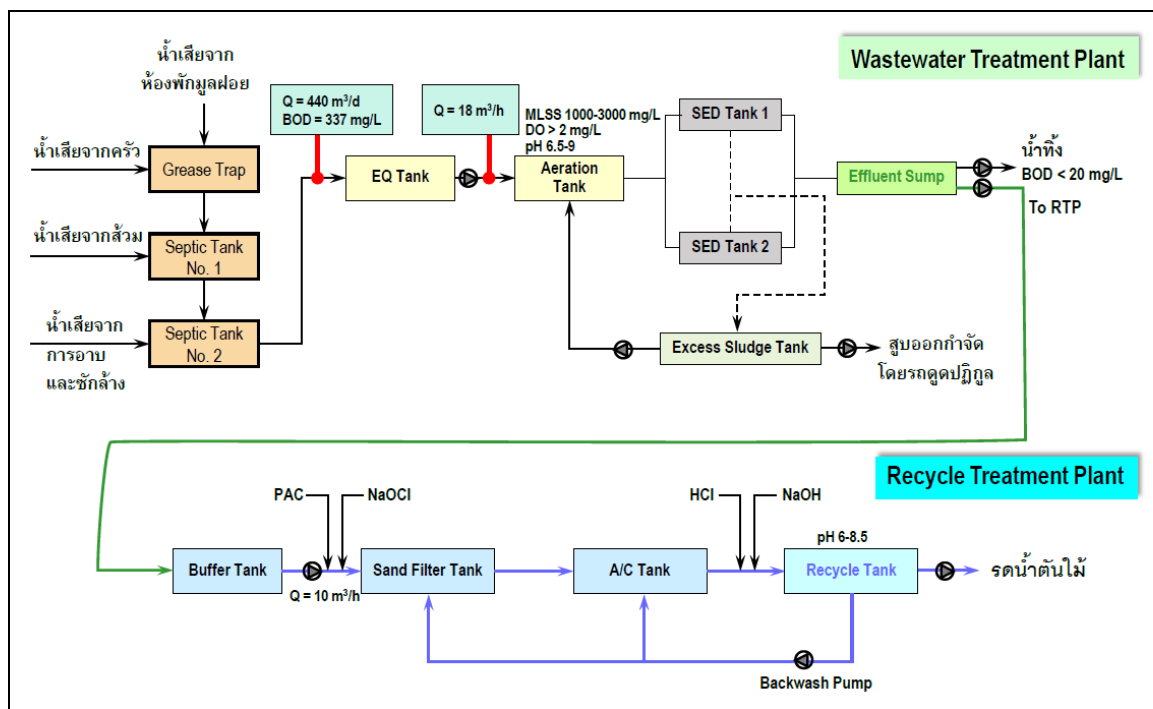 น้ำเสียจาก
ห้องพักมูลฝอย
Wastewater Treatment Plant
Q = 440 m³/d
BOD = 337 mg/L
Q = 18 m³/h
MLSS 1000-3000 mg/L
DO > 2 mg/L
pH 6.5-9
SED Tank 1
น้ำเสียจากครัว
Grease Trap
EQ Tank
Aeration
Tank
Effluent Sump
น้ำทิ้ง
BOD < 20 mg/L
To RTP
น้ำเสียจากส้วม
Septic Tank
No. 1
SED Tank 2
น้ำเสียจาก
การอาบ
และซักล้าง
Septic Tank
No. 2
Excess Sludge Tank
สูบออกกำจัด
โดยรถดูดปฏิกูล
Recycle Treatment Plant
PAC
NaOCI
HCI
NaOH
pH 6-8.5
Buffer Tank
Q = 10 m³/h
Sand Filter Tank
A/C Tank
Recycle Tank
รดน้ำต้นไม้
Backwash Pump